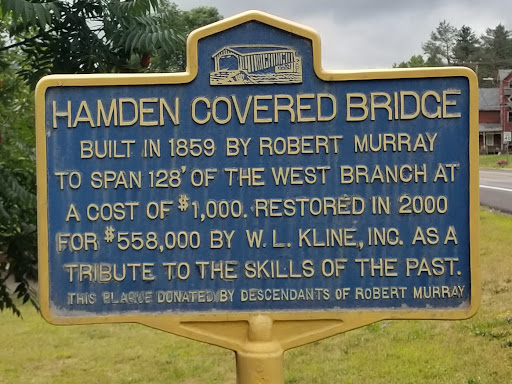 HAMDEN COVERED BRIDGE
BUILT IN 1859 BY ROBERT MURRAY
TO SPAN 128' OF THE WEST BRANCH AT
A COST OF $1,000. RESTORED IN 2000
FOR $558,000 BY W. L. KLINE, INC. AS A
TRIBUTE TO THE SKILLS OF THE PAST.
THIS PLAQUE DONATED BY DESCENDANTS OF ROBERT MURRAY